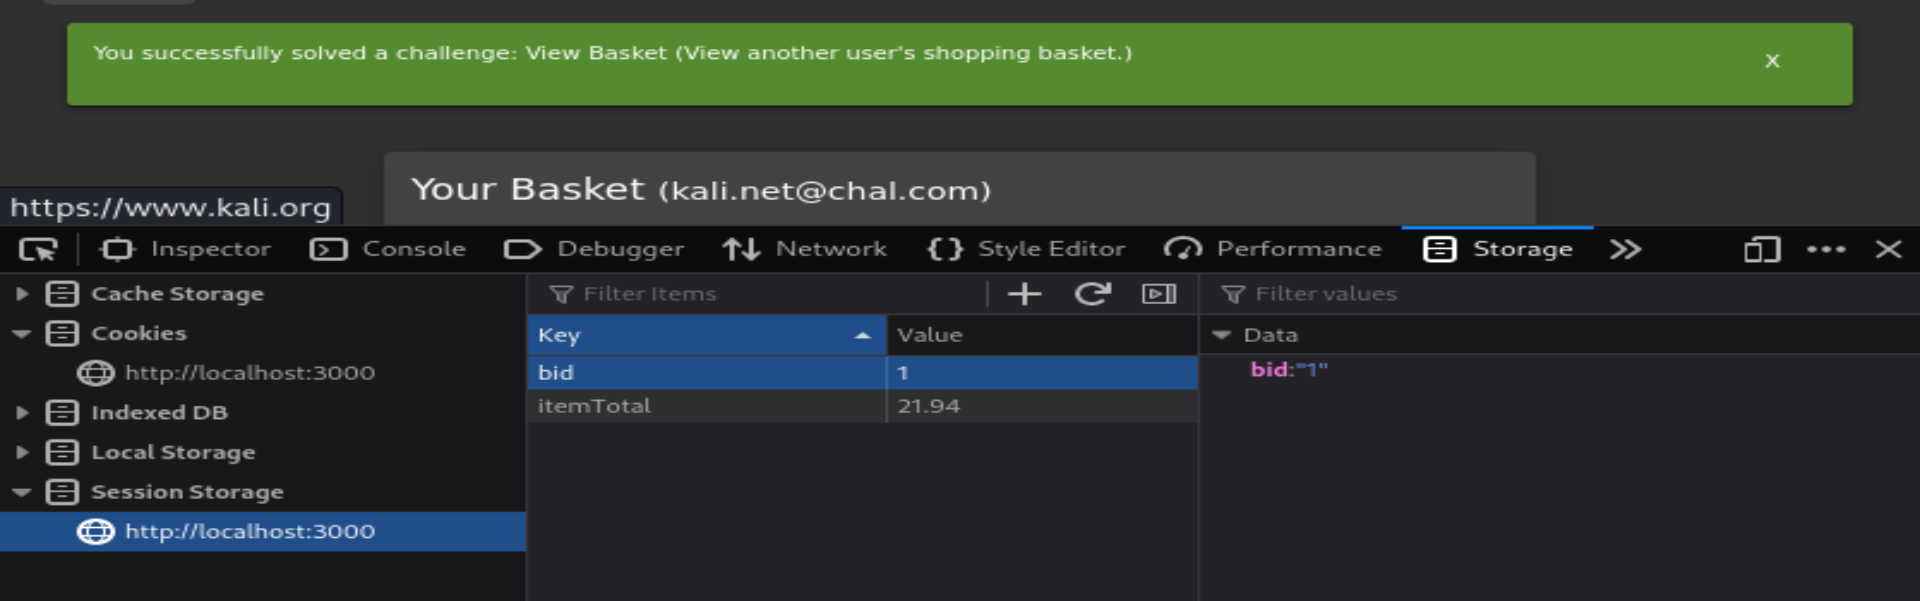 You successfully solved a challenge: View Basket (View another user's shopping basket.)
X
Your Basket (kali.net@chal.com)
https://www.kali.org
Inspector Console Debugger Network Style Editor Performance Storage
Cache Storage
Cookies
http://localhost:3000
Indexed DB
Local Storage
Session Storage
http://localhost:3000
Filter Items
Key Value
bid 1
itemTotal 21.94
Filter values
Data
bid:"1"